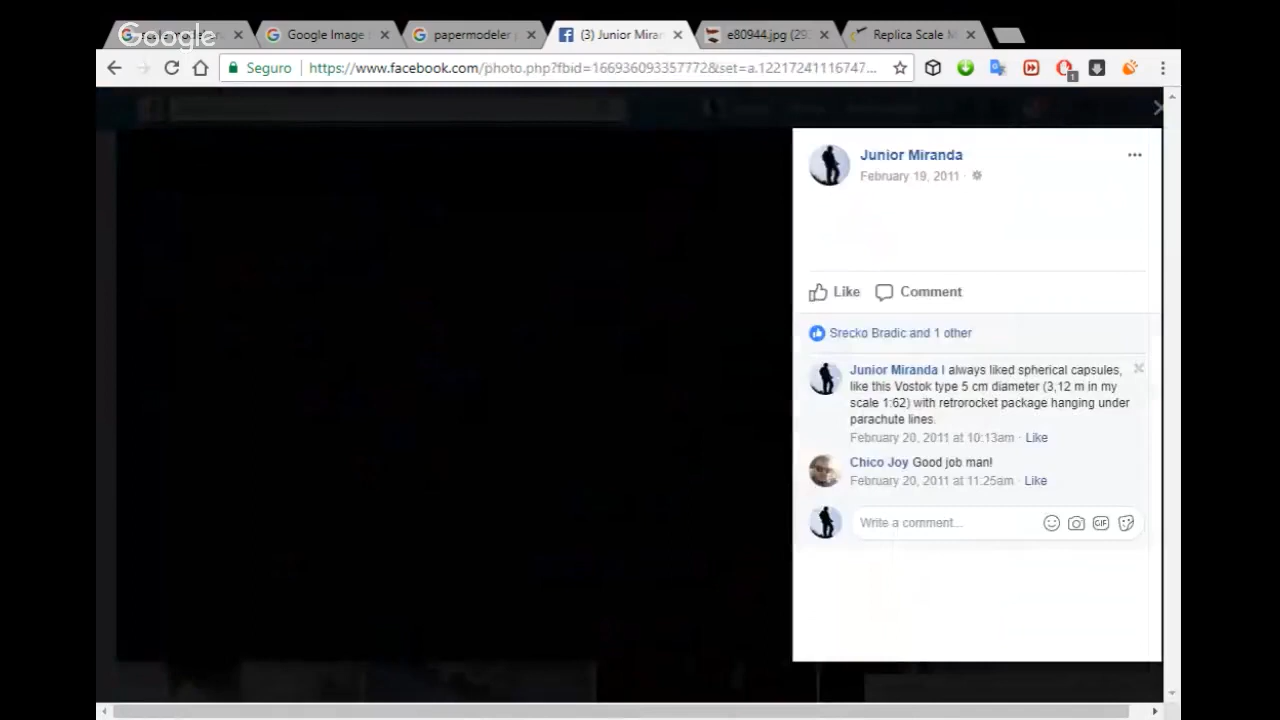 Google
Google Image
papermodeler
(3) Junior Miran
e80944.jpg (29
Replica Scale M
Seguro
https://www.facebook.com/photo.php?fbid=166936093357772&set=a.12217241116747...
1
Junior Miranda
February 19, 2011
Like
Comment
Srecko Bradic and 1 other
Junior Miranda I always liked spherical capsules,
like this Vostok type 5 cm diameter (3,12 m in my
scale 1:62) with retrorocket package hanging under
parachute lines.
February 20, 2011 at 10:13am · Like
Chico Joy Good job man!
February 20, 2011 at 11:25am · Like
Write a comment...
GIF